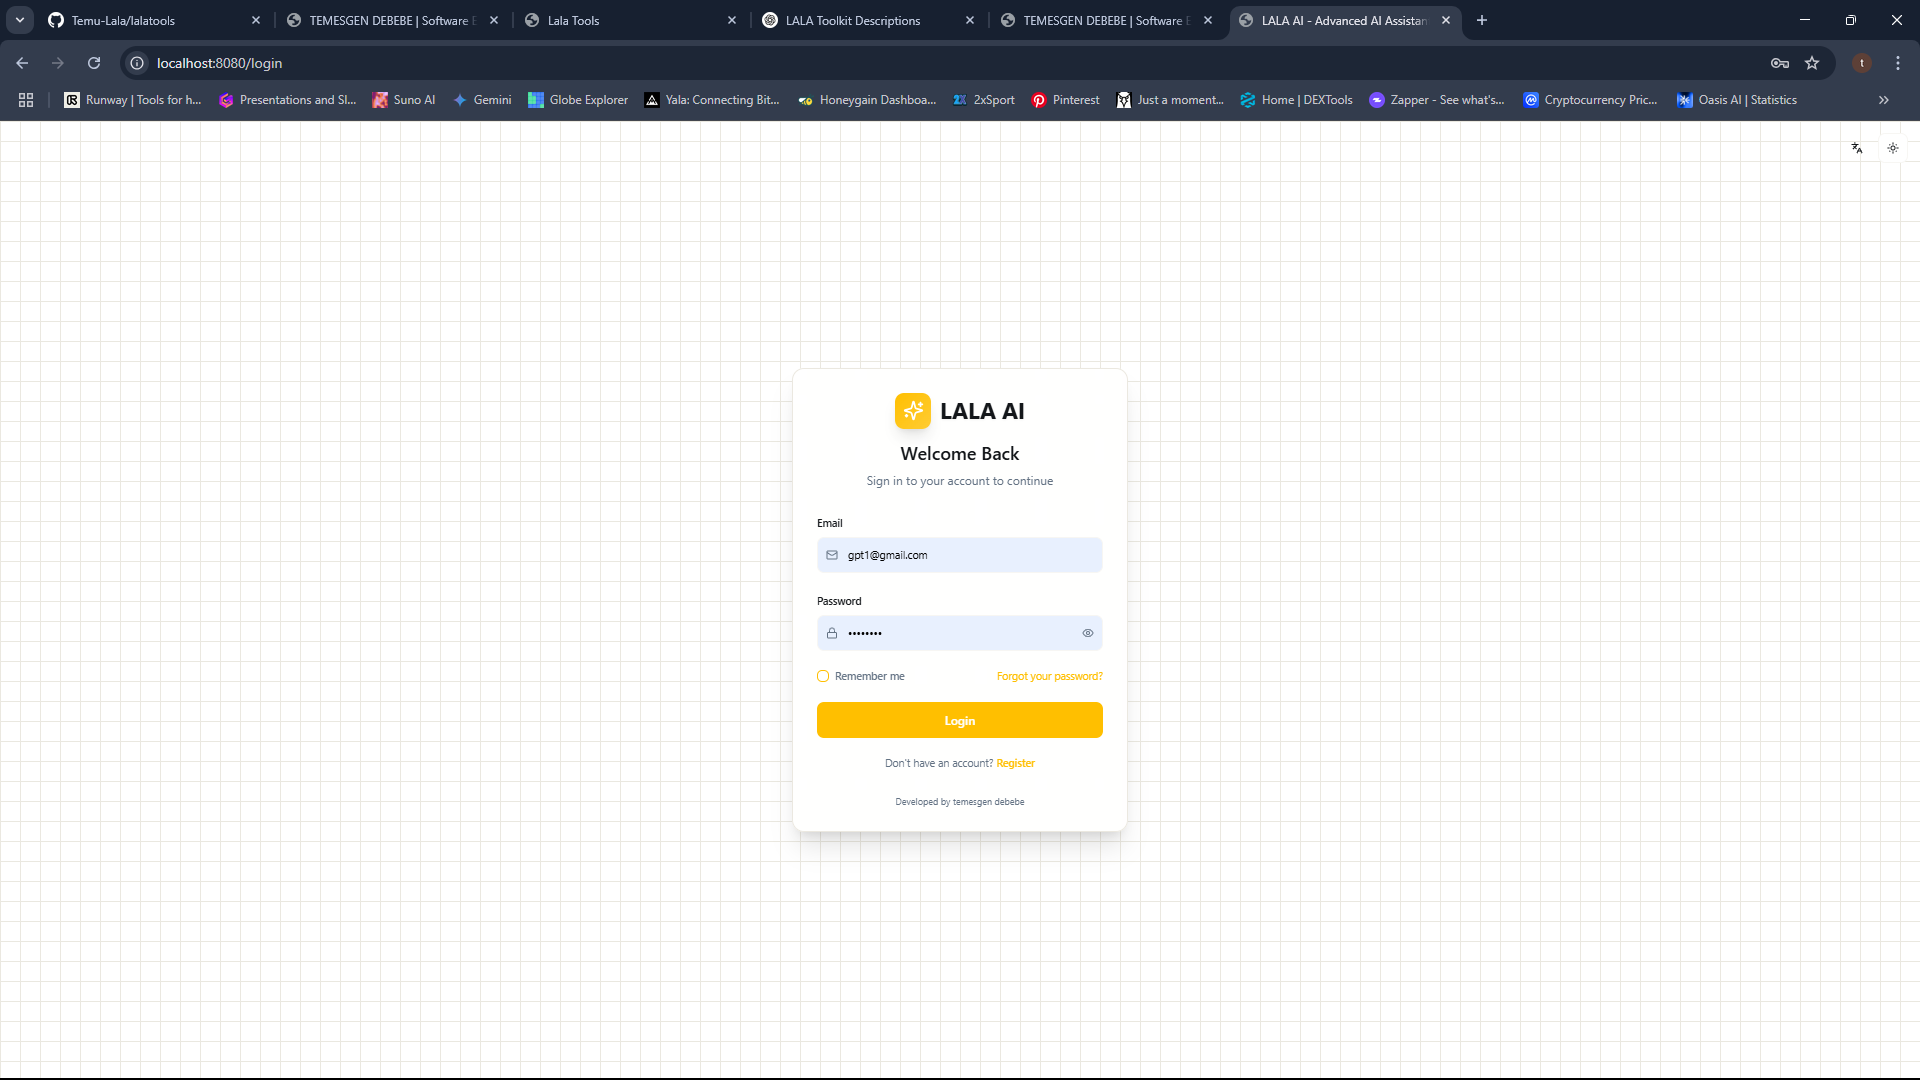 Temu-Lala/lalatools
TEMESGEN DEBEBE | Software E
Lala Tools
LALA Toolkit Descriptions
TEMESGEN DEBEBE | Software E
LALA AI - Advanced AI Assistan
localhost:8080/login
t
Runway | Tools for h...
Presentations and Sl...
Suno AI
Gemini
Globe Explorer
Yala: Connecting Bit...
Honeygain Dashboa...
2xSport
Pinterest
Just a moment...
Home | DEXTools
Zapper - See what's...
Cryptocurrency Pric...
Oasis AI | Statistics
LALA AI
Welcome Back
Sign in to your account to continue
Email
gpt1@gmail.com
Password
••••••••
Remember me
Forgot your password?
Login
Don't have an account? Register
Developed by temesgen debebe